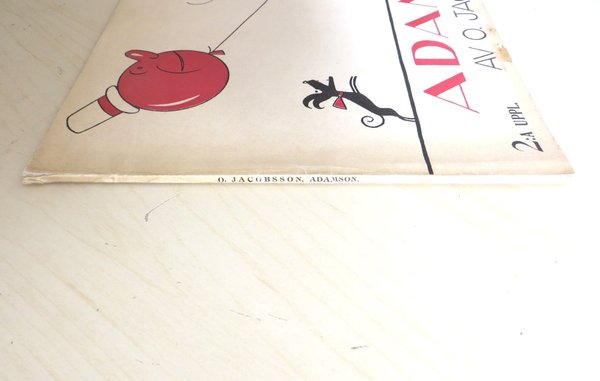 ADAM
AV O. JA
2:A UPPL.
O. JACOBSSON, ADAMSON.